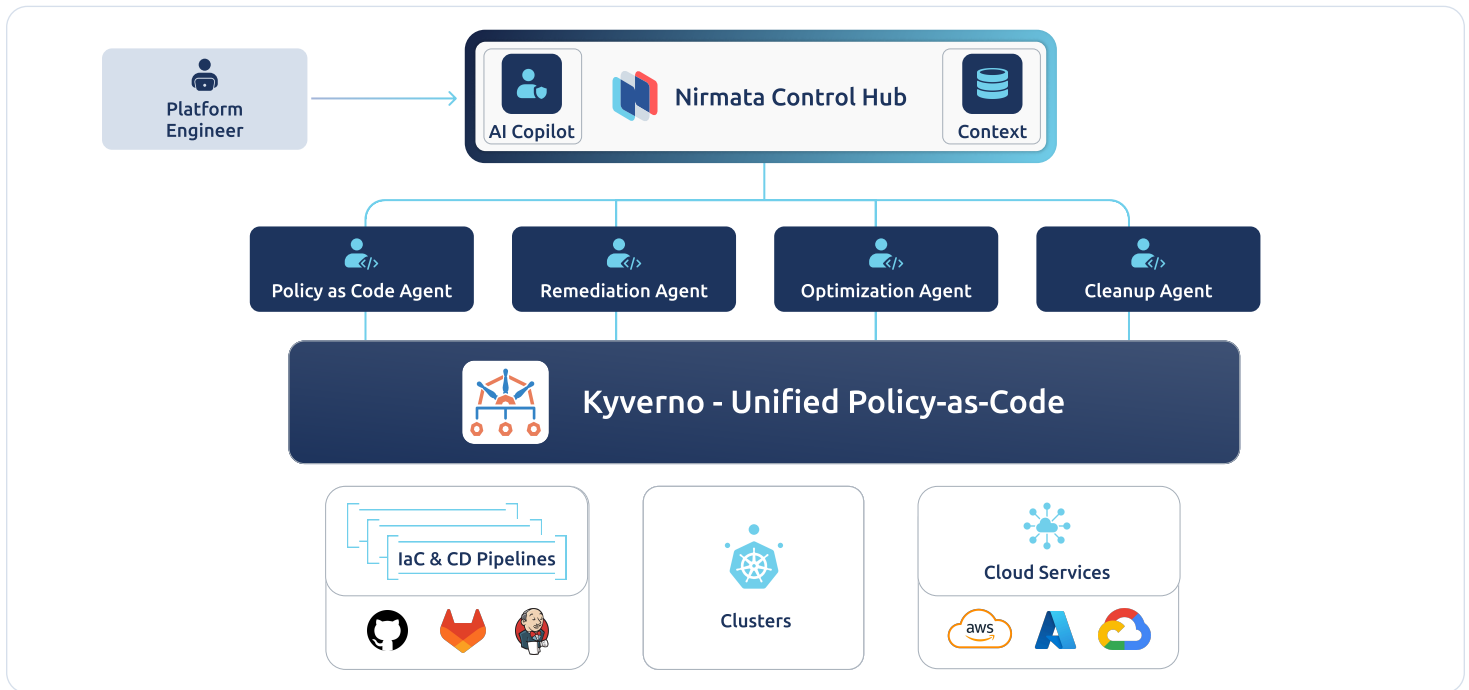 Platform
Engineer
AI Copilot
Nirmata Control Hub
Context
Policy as Code Agent
Remediation Agent
Optimization Agent
Cleanup Agent
Kyverno - Unified Policy-as-Code
IaC & CD Pipelines
Clusters
Cloud Services
aws